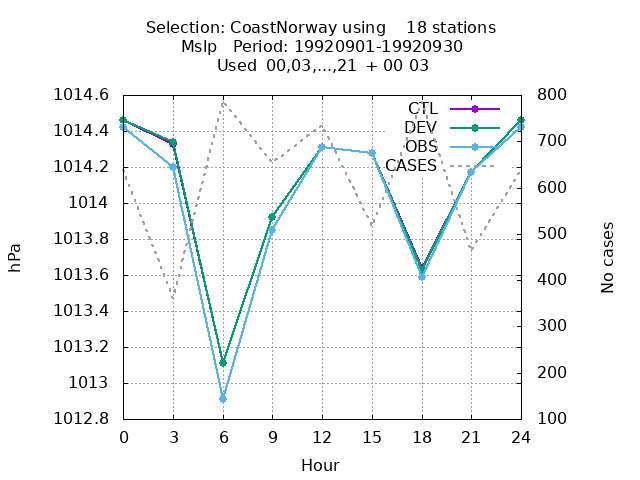 Selection: CoastNorway using    18 stations
Mslp   Period: 19920901-19920930
Used  00,03,...,21  + 00 03
1014.6
1014.4
1014.2
1014
1013.8
1013.6
1013.4
1013.2
1013
1012.8
hPa
CTL
DEV
OBS
CASES
800
700
600
500
400
300
200
100
No cases
0 3 6 9 12 15 18 21 24
Hour